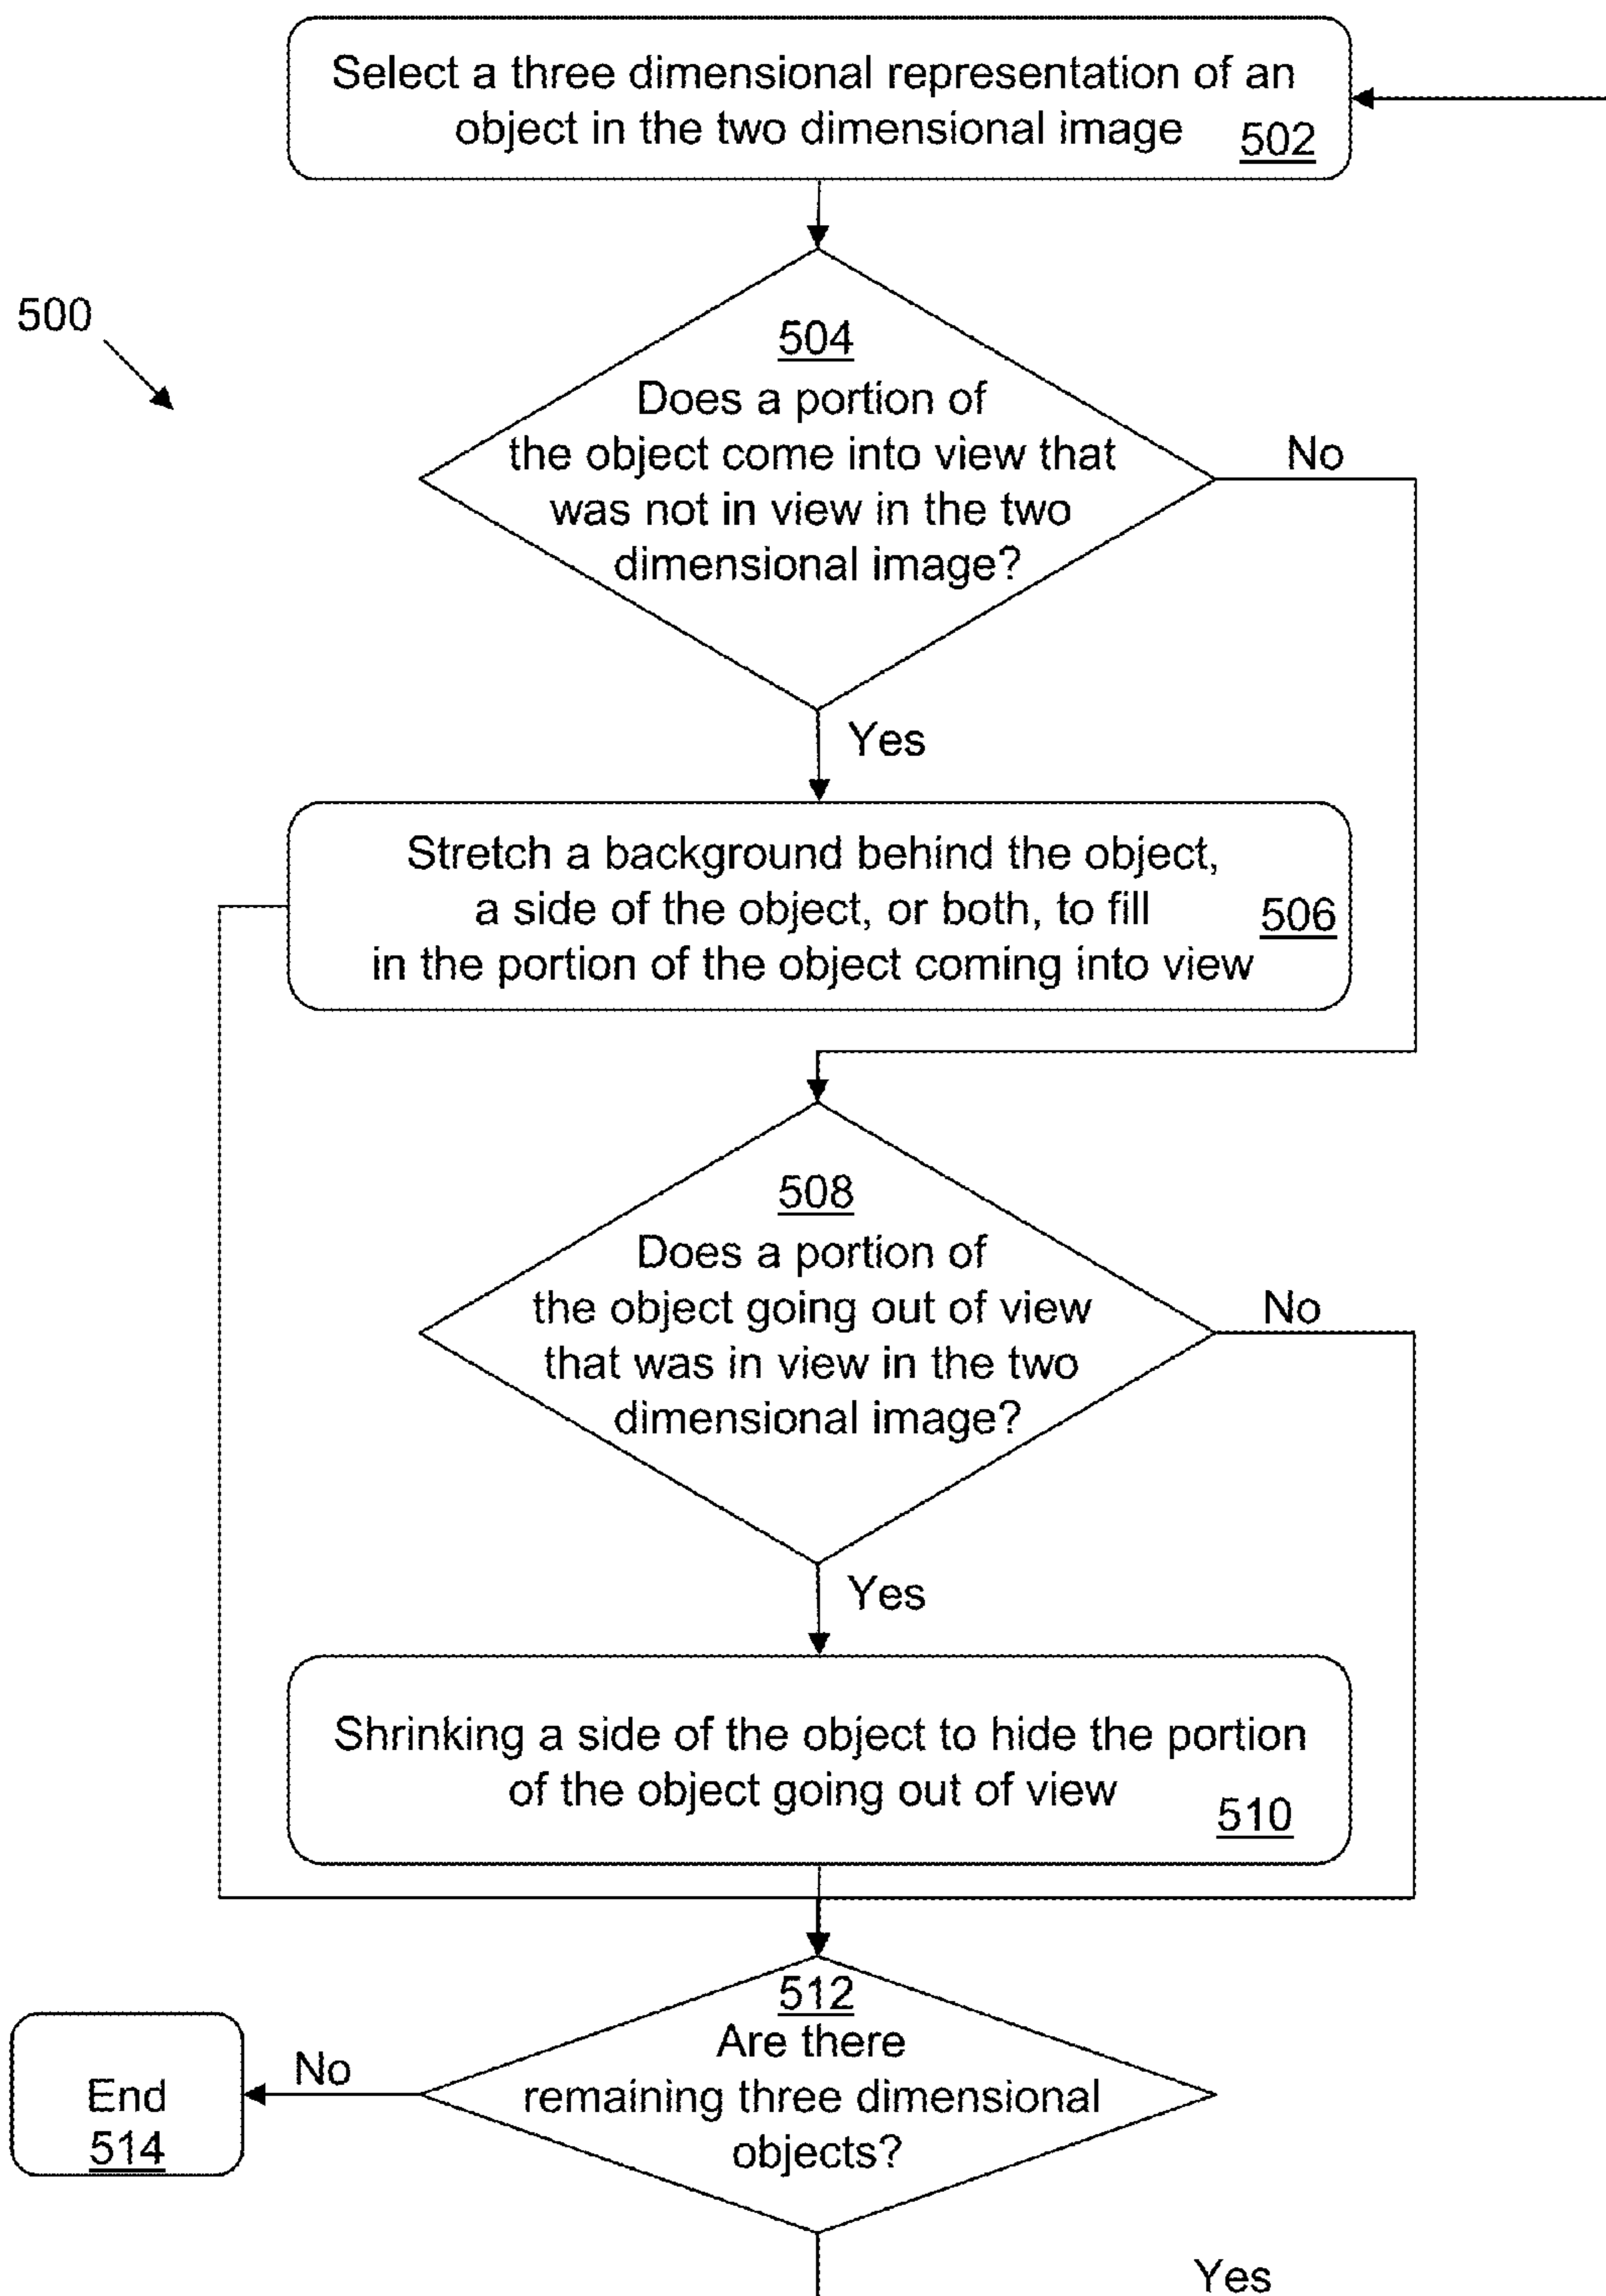 Select a three dimensional representation of an
object in the two dimensional image 502
500
504
Does a portion of
the object come into view that
was not in view in the two
dimensional image?
No
Yes
Stretch a background behind the object,
a side of the object, or both, to fill
in the portion of the object coming into view
506
508
Does a portion of
the object going out of view
that was in view in the two
dimensional image?
No
Yes
Shrinking a side of the object to hide the portion
of the object going out of view
510
512
Are there
remaining three dimensional
objects?
No
End
514
Yes